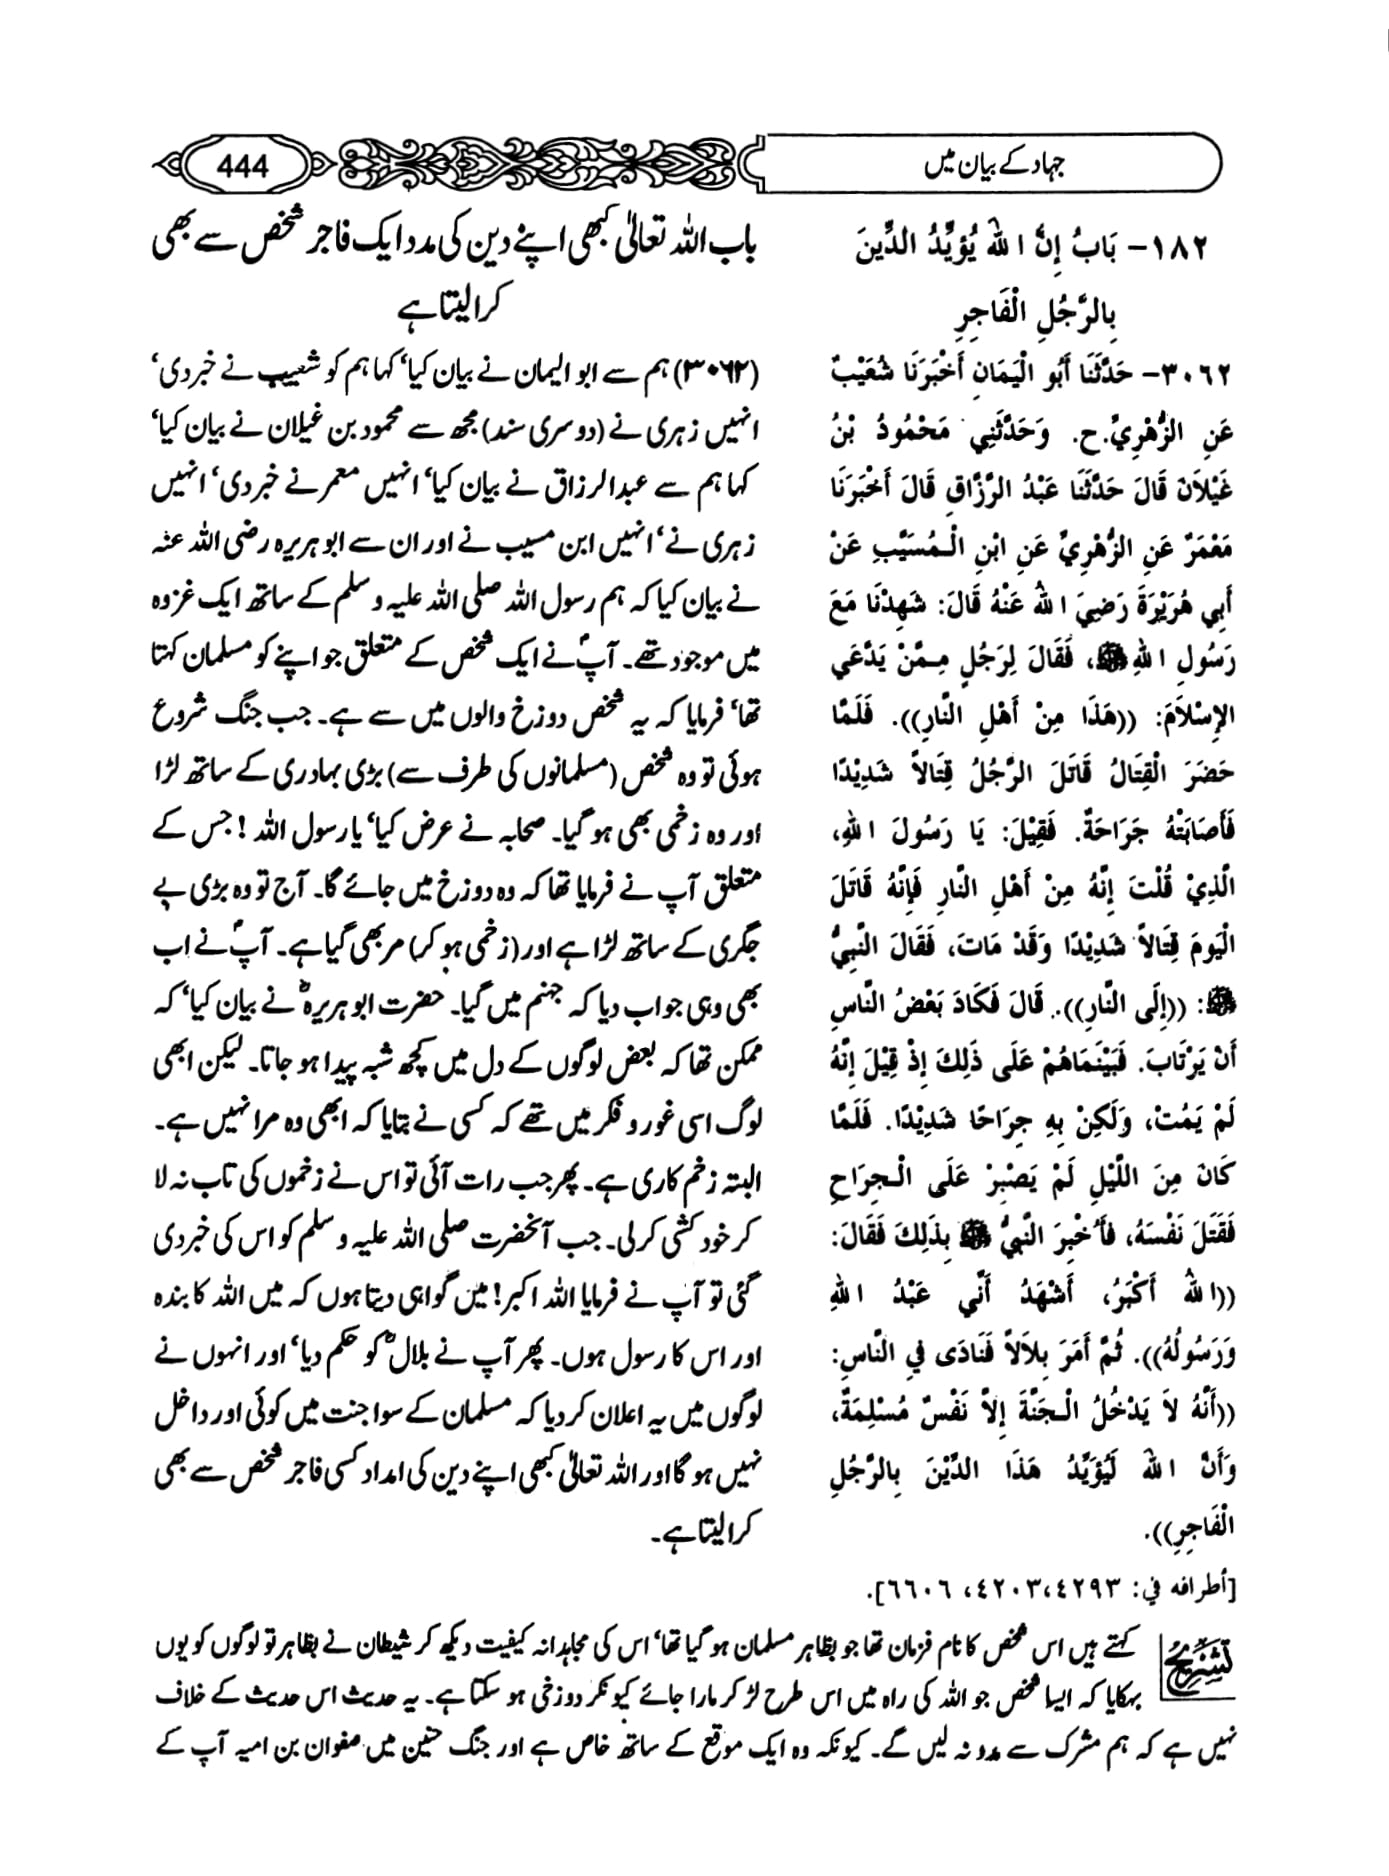 جہاد کے بیان میں
444
١٨٢- بَابُ إِنَّ اللهَ يُؤَيِّدُ الدِّينَ
بِالرَّجُلِ الْفَاجِرِ
٣٠٦٢- حَدَّثَنَا أَبُو الْيَمَانِ أَخْبَرَنَا شُعَيْبٌ
عَنِ الزُّهْرِيِّ. ح. وَحَدَّثَنِي مَحْمُودُ بْنُ
غَيْلاَنَ قَالَ حَدَّثَنَا عَبْدُ الرَّزَّاقِ قَالَ أَخْبَرَنَا
مَعْمَرٌ عَنِ الزُّهْرِيِّ عَنِ ابْنِ الْمُسَيَّبِ عَنْ
أَبِي هُرَيْرَةَ رَضِيَ اللهُ عَنْهُ قَالَ: شَهِدْنَا مَعَ
رَسُولِ اللهِ ﷺ، فَقَالَ لِرَجُلٍ مِمَّنْ يَدَّعِي
الإِسْلاَمَ: ((هَذَا مِنْ أَهْلِ النَّارِ)). فَلَمَّا
حَضَرَ الْقِتَالُ قَاتَلَ الرَّجُلُ قِتَالاً شَدِيْدًا
فَأَصَابَتْهُ جَرَاحَةٌ. فَقِيْلَ: يَا رَسُولَ اللهِ،
الَّذِيْ قُلْتَ إِنَّهُ مِنْ أَهْلِ النَّارِ فَإِنَّهُ قَاتَلَ
الْيَومَ قِتَالاً شَدِيْدًا وَقَدْ مَاتَ، فَقَالَ النَّبِيُّ
ﷺ: ((إِلَى النَّارِ)). قَالَ فَكَادَ بَعْضُ النَّاسِ
أَنْ يَرْتَابَ. فَبَيْنَمَاهُمْ عَلَى ذَلِكَ إِذْ قِيْلَ إِنَّهُ
لَمْ يَمُتْ، وَلَكِنْ بِهِ جِرَاحًا شَدِيْدًا. فَلَمَّا
كَانَ مِنَ اللَّيْلِ لَمْ يَصْبِرْ عَلَى الْجِرَاحِ
فَقَتَلَ نَفْسَهُ، فَأُخْبِرَ النَّبِيُّ ﷺ بِذَلِكَ فَقَالَ:
((اللهُ أَكْبَرُ، أَشْهَدُ أَنِّي عَبْدُ اللهِ
وَرَسُولُهُ)). ثُمَّ أَمَرَ بِلاَلاً فَنَادَى فِي النَّاسِ:
((أَنَّهُ لاَ يَدْخُلُ الْجَنَّةَ إِلاَّ نَفْسٌ مُسْلِمَةٌ،
وَأَنَّ اللهَ لَيُؤَيِّدُ هَذَا الدِّيْنَ بِالرَّجُلِ
الْفَاجِرِ)).
[أطرافه في: ٤٢٠٣،٤٢٩٣، ٦٦٠٦].
باب اللہ تعالیٰ کبھی اپنے دین کی مدد ایک فاجر شخص سے بھی
کرالیتا ہے
(۳۰۶۲) ہم سے ابوالیمان نے بیان کیا‘ کہا ہم کو شعیب نے خبر دی‘
انہیں زہری نے (دوسری سند) مجھ سے محمود بن غیلان نے بیان کیا‘
کہا ہم سے عبدالرزاق نے بیان کیا‘ انہیں معمر نے خبر دی‘ انہیں
زہری نے‘ انہیں ابن مسیب نے اور ان سے ابو ہریرہ رضی اللہ عنہ
نے بیان کیا کہ ہم رسول اللہ صلی اللہ علیہ وسلم کے ساتھ ایک غزوہ
میں موجود تھے۔ آپؐ نے ایک شخص کے متعلق جو اپنے کو مسلمان کہتا
تھا‘ فرمایا کہ یہ شخص دوزخ والوں میں سے ہے۔ جب جنگ شروع
ہوئی تو وہ شخص (مسلمانوں کی طرف سے) بڑی بہادری کے ساتھ لڑا
اور وہ زخمی بھی ہو گیا۔ صحابہ نے عرض کیا‘ یا رسول اللہ ! جس کے
متعلق آپ نے فرمایا تھا کہ وہ دوزخ میں جائے گا۔ آج تو وہ بڑی بے
جگری کے ساتھ لڑا ہے اور (زخمی ہو کر) مر بھی گیا ہے۔ آپؐ نے اب
بھی وہی جواب دیا کہ جہنم میں گیا۔ حضرت ابو ہریرہؓ نے بیان کیا‘ کہ
ممکن تھا کہ بعض لوگوں کے دل میں کچھ شبہ پیدا ہو جاتا۔ لیکن ابھی
لوگ اسی غور و فکر میں تھے کہ کسی نے بتایا کہ ابھی وہ مرا نہیں ہے۔
البتہ زخم کاری ہے۔ پھر جب رات آئی تو اس نے زخموں کی تاب نہ لا
کر خود کشی کر لی۔ جب آنحضرت صلی اللہ علیہ وسلم کو اس کی خبر دی
گئی تو آپ نے فرمایا اللہ اکبر! میں گواہی دیتا ہوں کہ میں اللہ کا بندہ
اور اس کا رسول ہوں۔ پھر آپ نے بلالؓ کو حکم دیا‘ اور انہوں نے
لوگوں میں یہ اعلان کر دیا کہ مسلمان کے سوا جنت میں کوئی اور داخل
نہیں ہو گا اور اللہ تعالیٰ کبھی اپنے دین کی امداد کسی فاجر شخص سے بھی
کرالیتا ہے۔
تشریح کہتے ہیں اس شخص کا نام قزمان تھا جو بظاہر مسلمان ہو گیا تھا‘ اس کی مجاہدانہ کیفیت دیکھ کر شیطان نے بظاہر تو لوگوں کو یوں
بہکایا کہ ایسا شخص جو اللہ کی راہ میں اس طرح لڑ کر مارا جائے کیونکر دوزخی ہو سکتا ہے۔ یہ حدیث اس حدیث کے خلاف
نہیں ہے کہ ہم مشرک سے مدد نہ لیں گے۔ کیونکہ وہ ایک موقع کے ساتھ خاص ہے اور جنگ حنین میں صفوان بن امیہ آپ کے